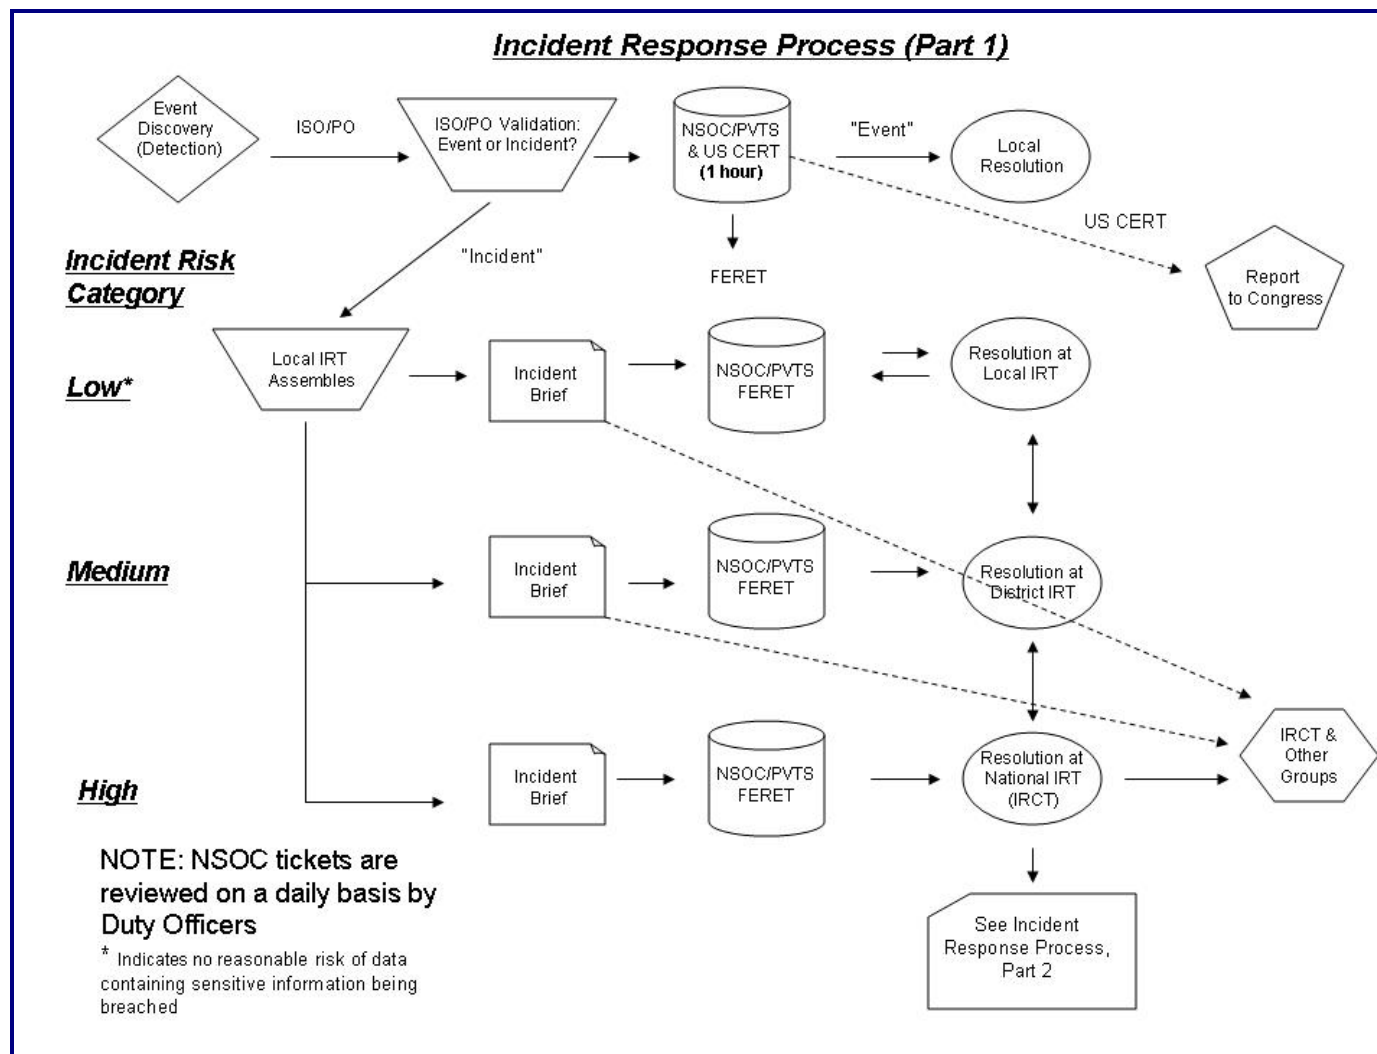 Incident Response Process (Part 1)
Event
Discovery
(Detection)
ISO/PO
ISO/PO Validation:
Event or Incident?
NSOC/PVTS
& US CERT
(1 hour)
"Event"
Local
Resolution
US CERT
Report
to Congress
"Incident"
FERET
Incident Risk
Category
Low*
Local IRT
Assembles
Incident
Brief
NSOC/PVTS
FERET
Resolution at
Local IRT
Medium
Incident
Brief
NSOC/PVTS
FERET
Resolution at
District IRT
High
Incident
Brief
NSOC/PVTS
FERET
Resolution at
National IRT
(IRCT)
IRCT &
Other
Groups
See Incident
Response Process,
Part 2
NOTE: NSOC tickets are
reviewed on a daily basis by
Duty Officers
* Indicates no reasonable risk of data
containing sensitive information being
breached